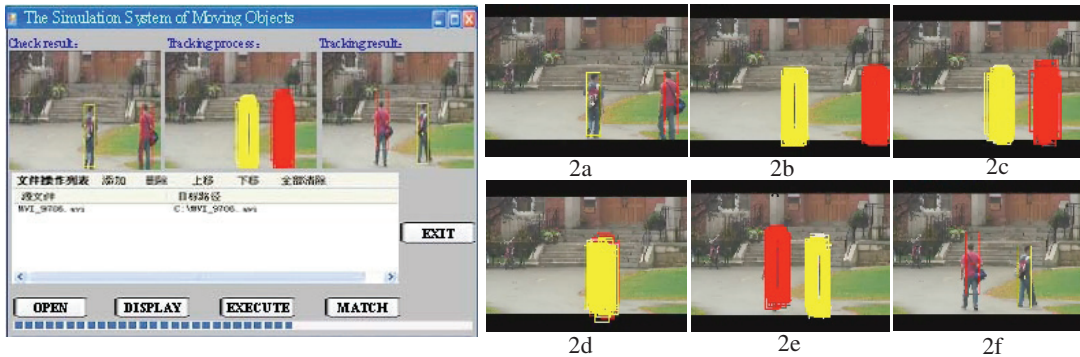 The Simulation System of Moving Objects
Check result: Tracking process: Tracking result:
文件操作列表 添加 删除 上移 下移 全部清除
源文件 目标路径
MVI_9706.avi C:\MVI_9706.avi
EXIT
OPEN DISPLAY EXECUTE MATCH
2a 2b 2c
2d 2e 2f